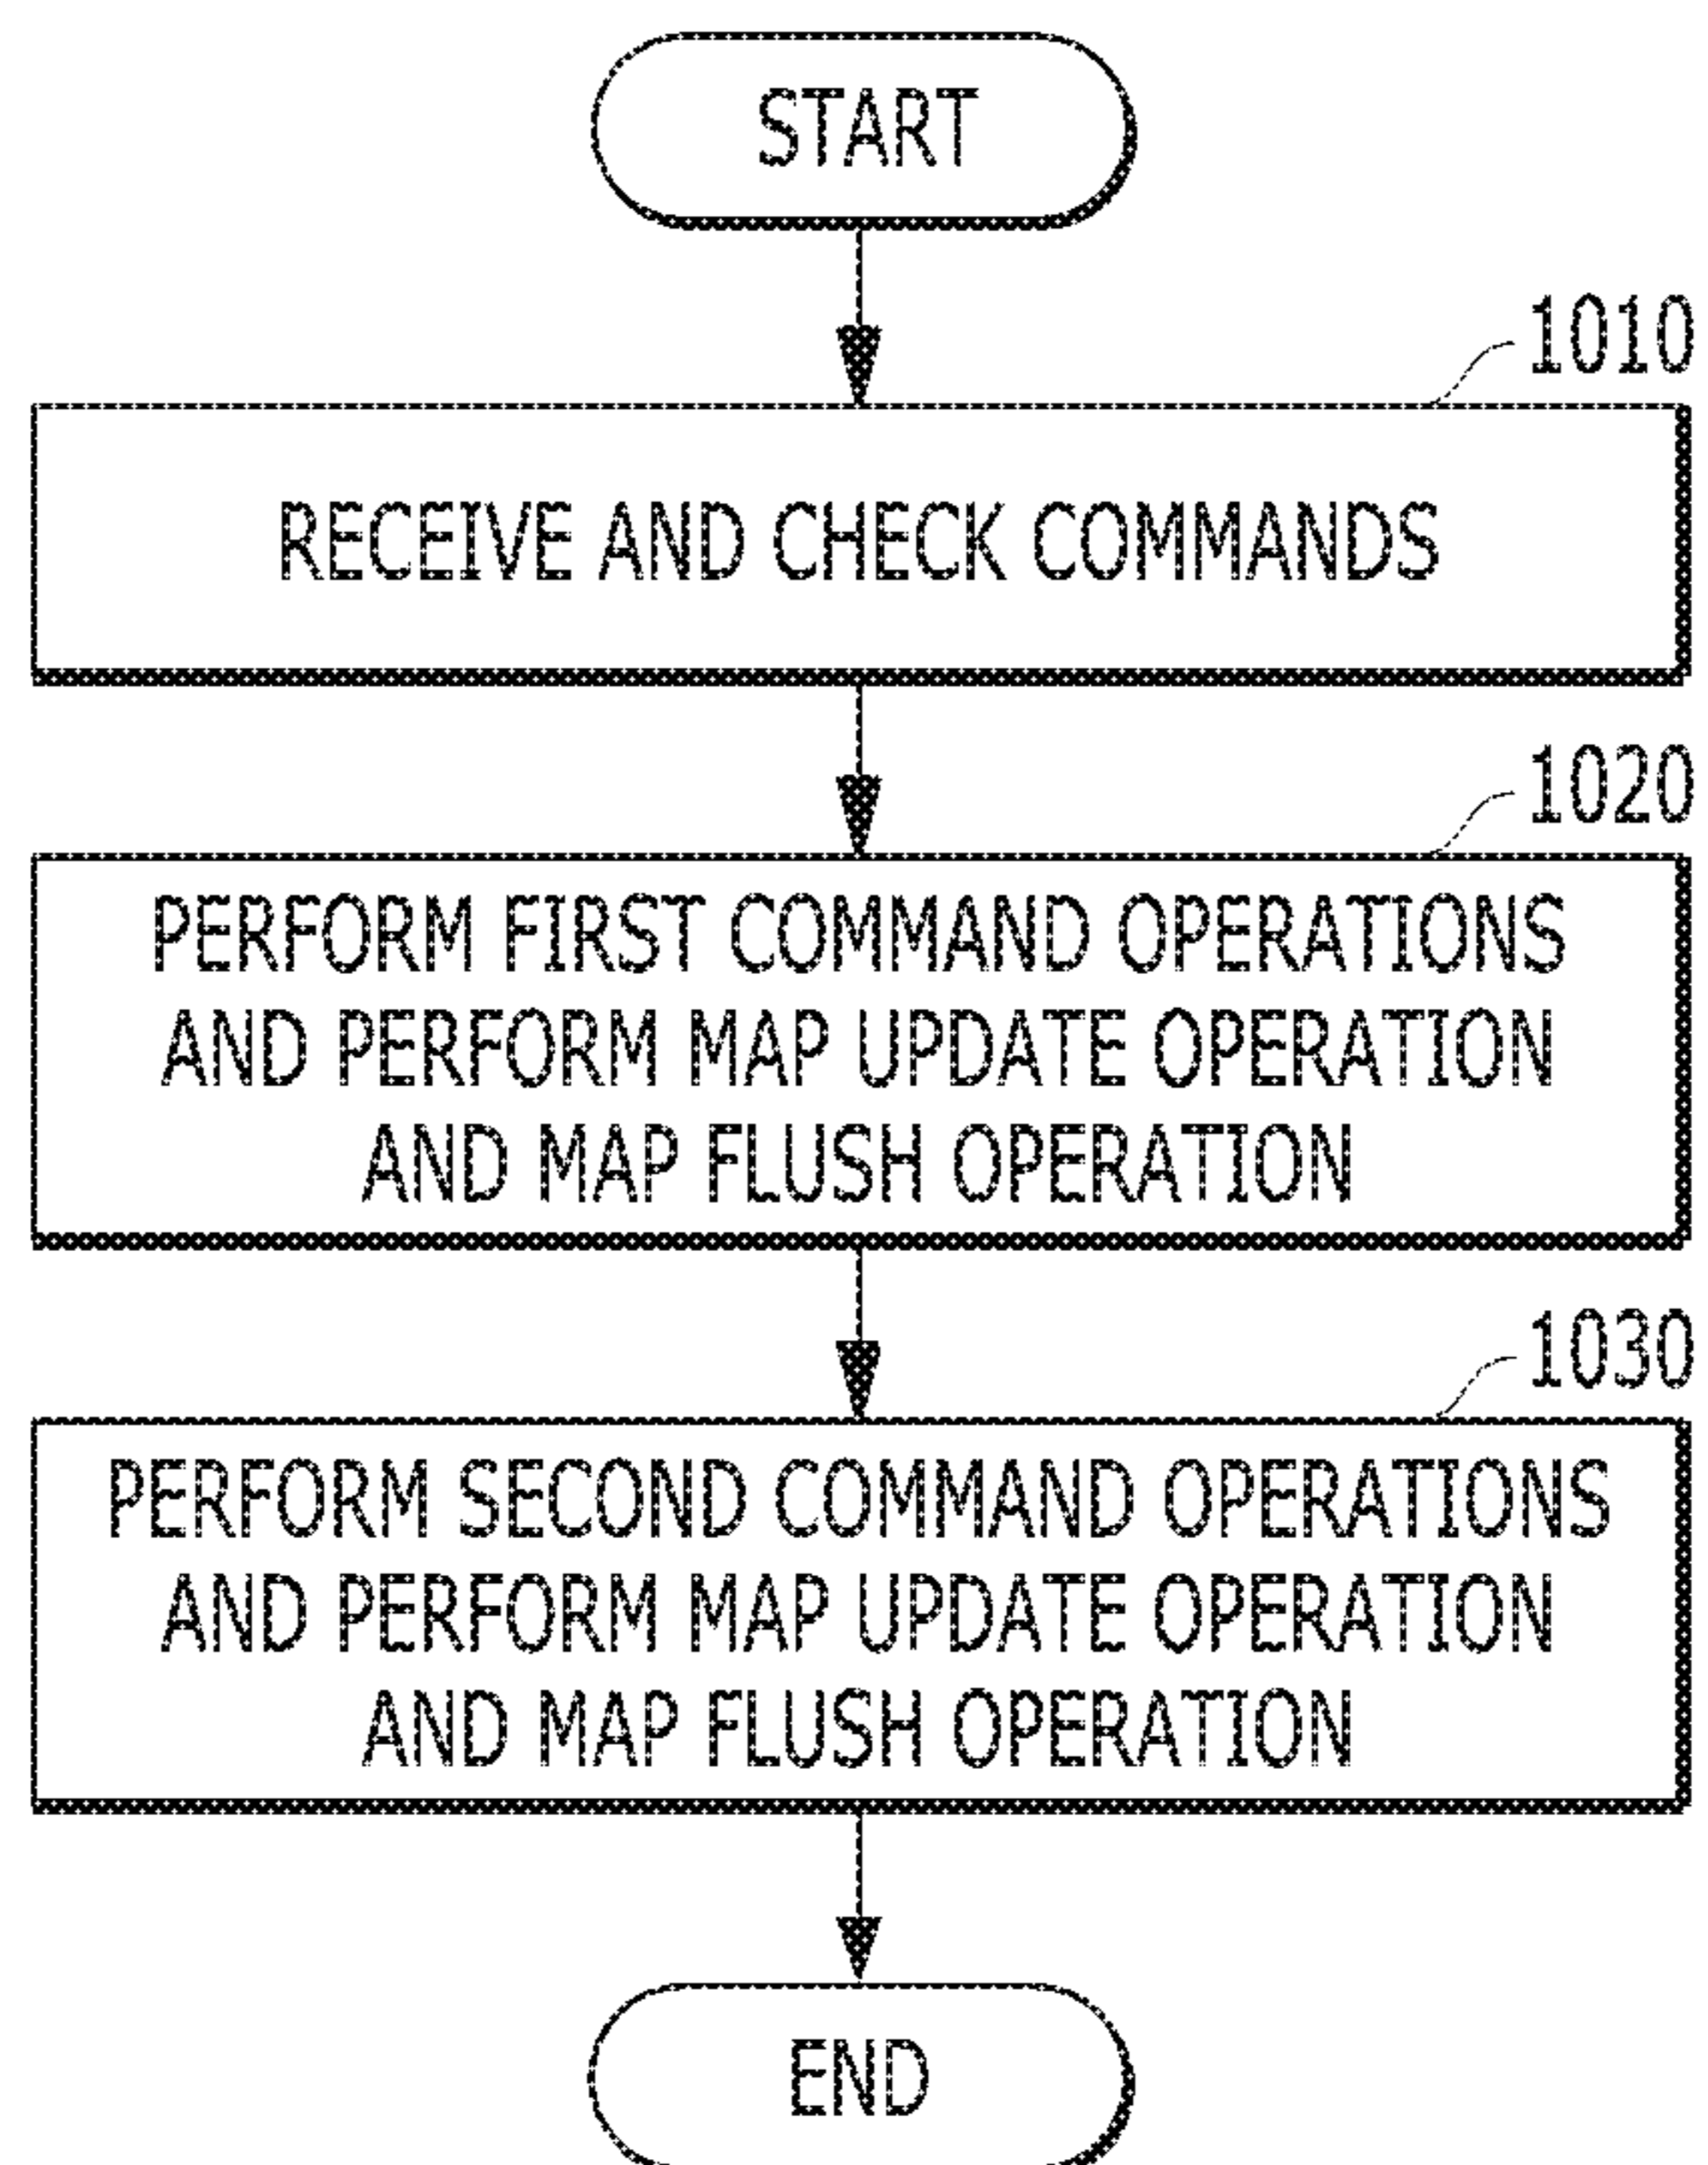 START
1010
RECEIVE AND CHECK COMMANDS
1020
PERFORM FIRST COMMAND OPERATIONS
AND PERFORM MAP UPDATE OPERATION
AND MAP FLUSH OPERATION
1030
PERFORM SECOND COMMAND OPERATIONS
AND PERFORM MAP UPDATE OPERATION
AND MAP FLUSH OPERATION
END